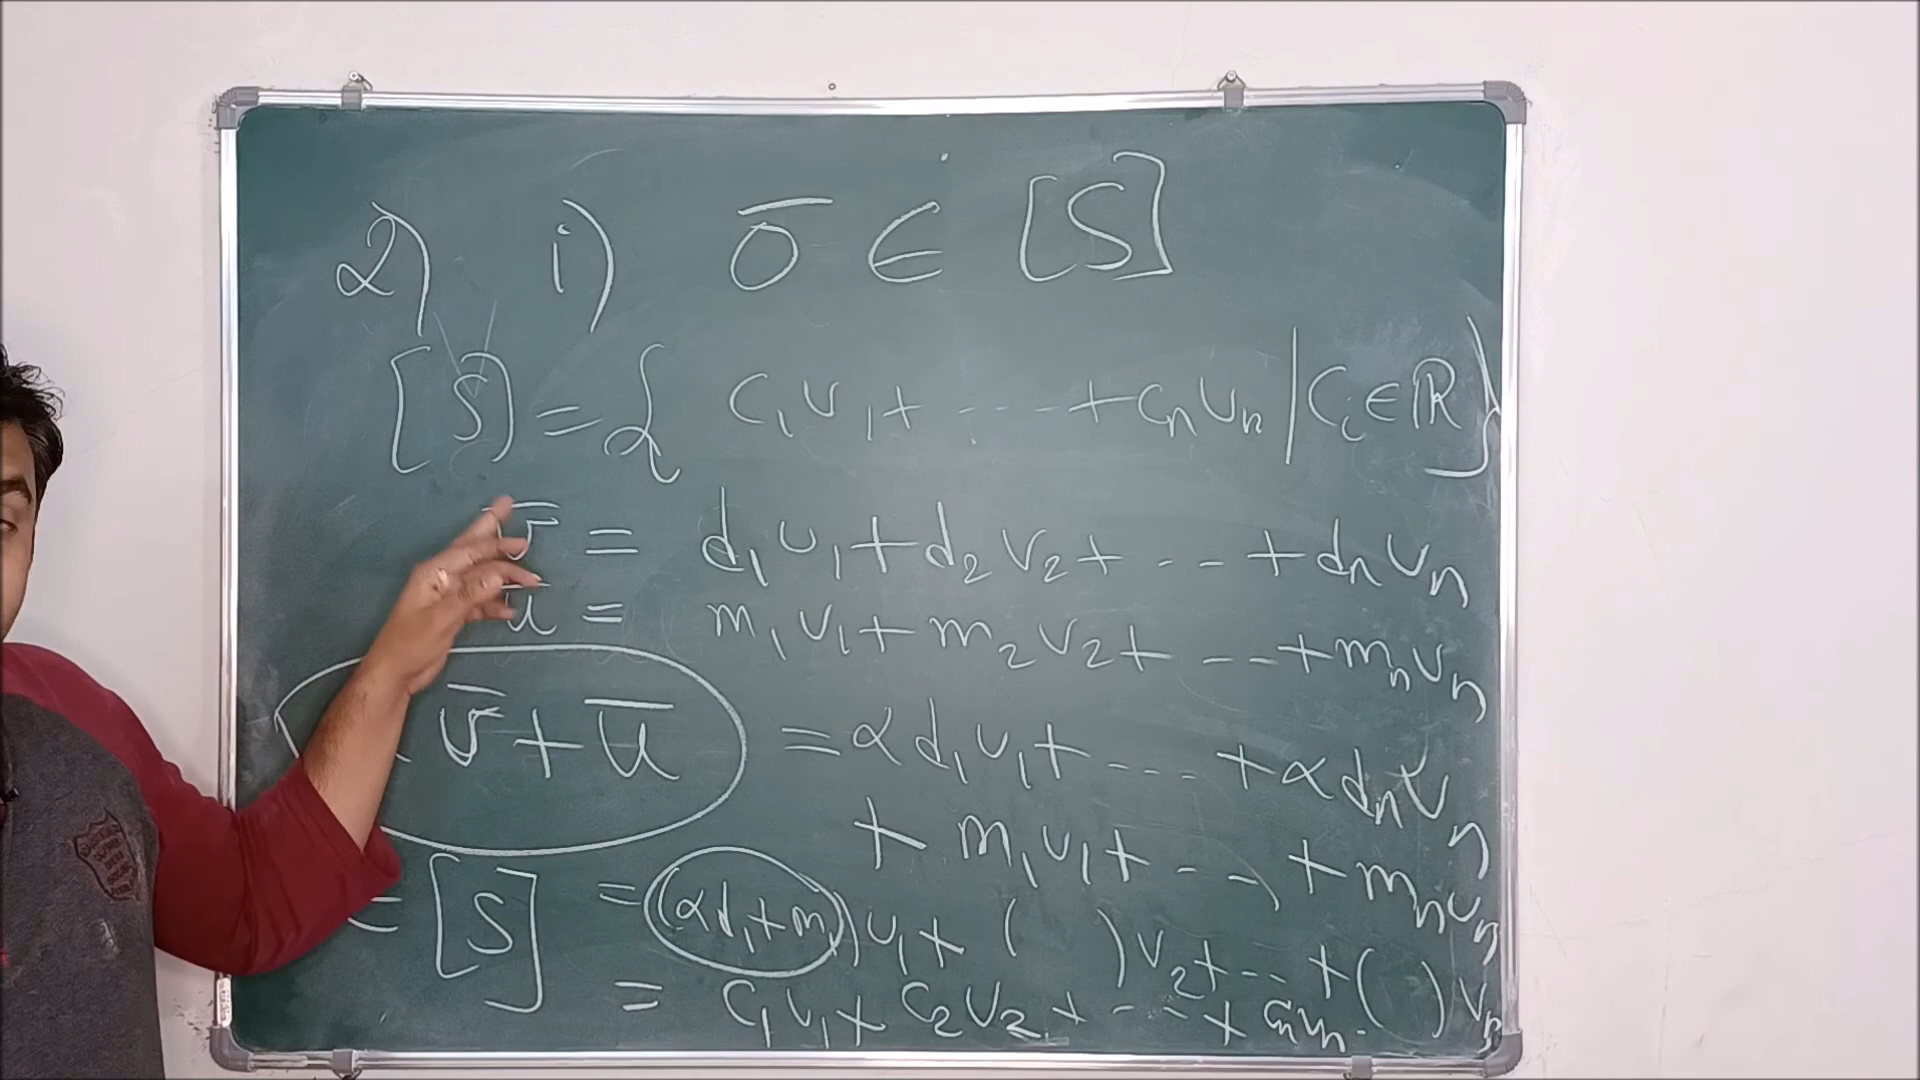 2) i) o̅ ∈ [S]
[S] = { c₁v₁ + ---- + cₙvₙ | cᵢ ∈ ℝ }
v̅ = d₁v₁ + d₂v₂ + --- + dₙvₙ
u̅ = m₁v₁ + m₂v₂ + --- + mₙvₙ
v̅ + u̅ = αd₁v₁ + ---- + αdₙvₙ
+ m₁v₁ + --- + mₙvₙ
[S] = (αd₁ + m₁)v₁ + ( )v₂ + -- + ( )vₙ
= c₁v₁ + c₂v₂ + ---- + cₙvₙ.